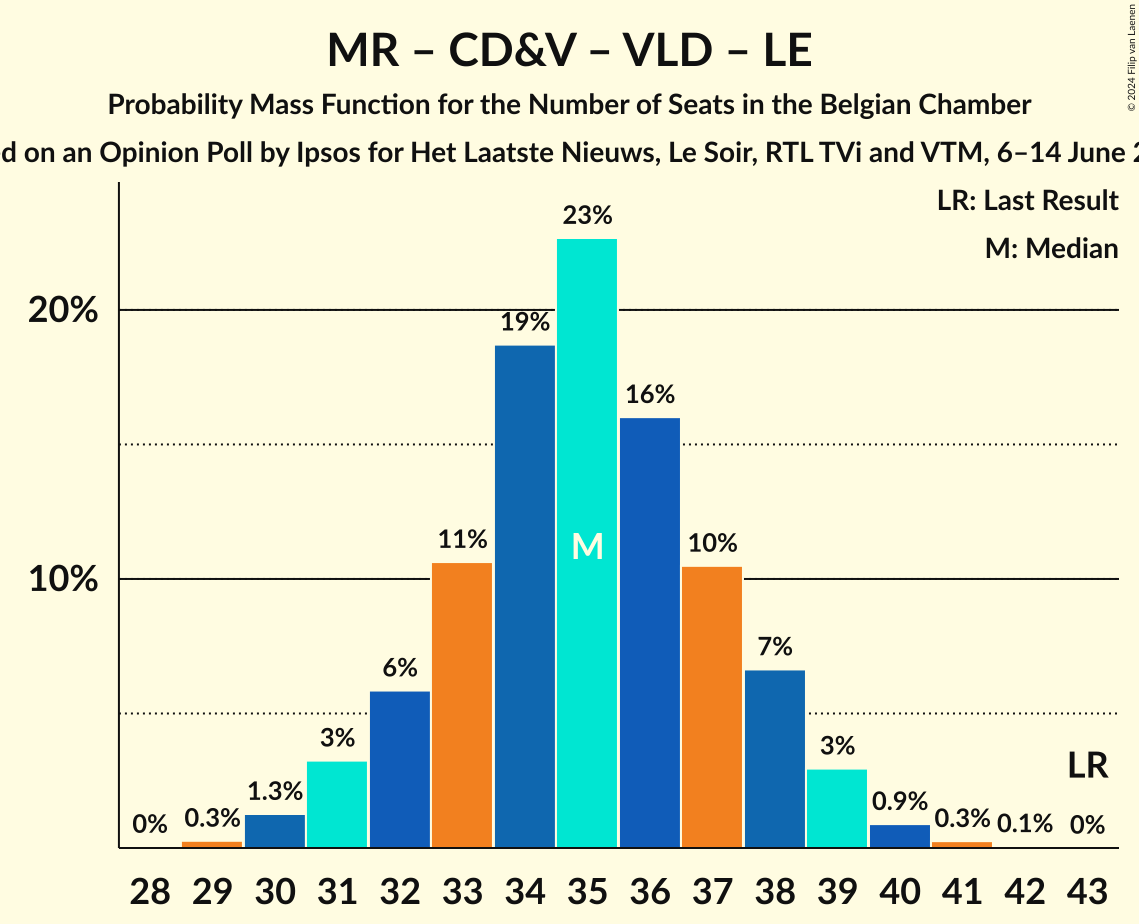 MR – CD&V – VLD – LE
Probability Mass Function for the Number of Seats in the Belgian Chamber
d on an Opinion Poll by Ipsos for Het Laatste Nieuws, Le Soir, RTL TVi and VTM, 6–14 June 2
© 2024 Filip van Laenen
LR: Last Result
M: Median
20%
10%
0%
0.3%
1.3%
3%
6%
11%
19%
23%
16%
10%
7%
3%
0.9%
0.3%
0.1%
0%
M
LR
28 29 30 31 32 33 34 35 36 37 38 39 40 41 42 43